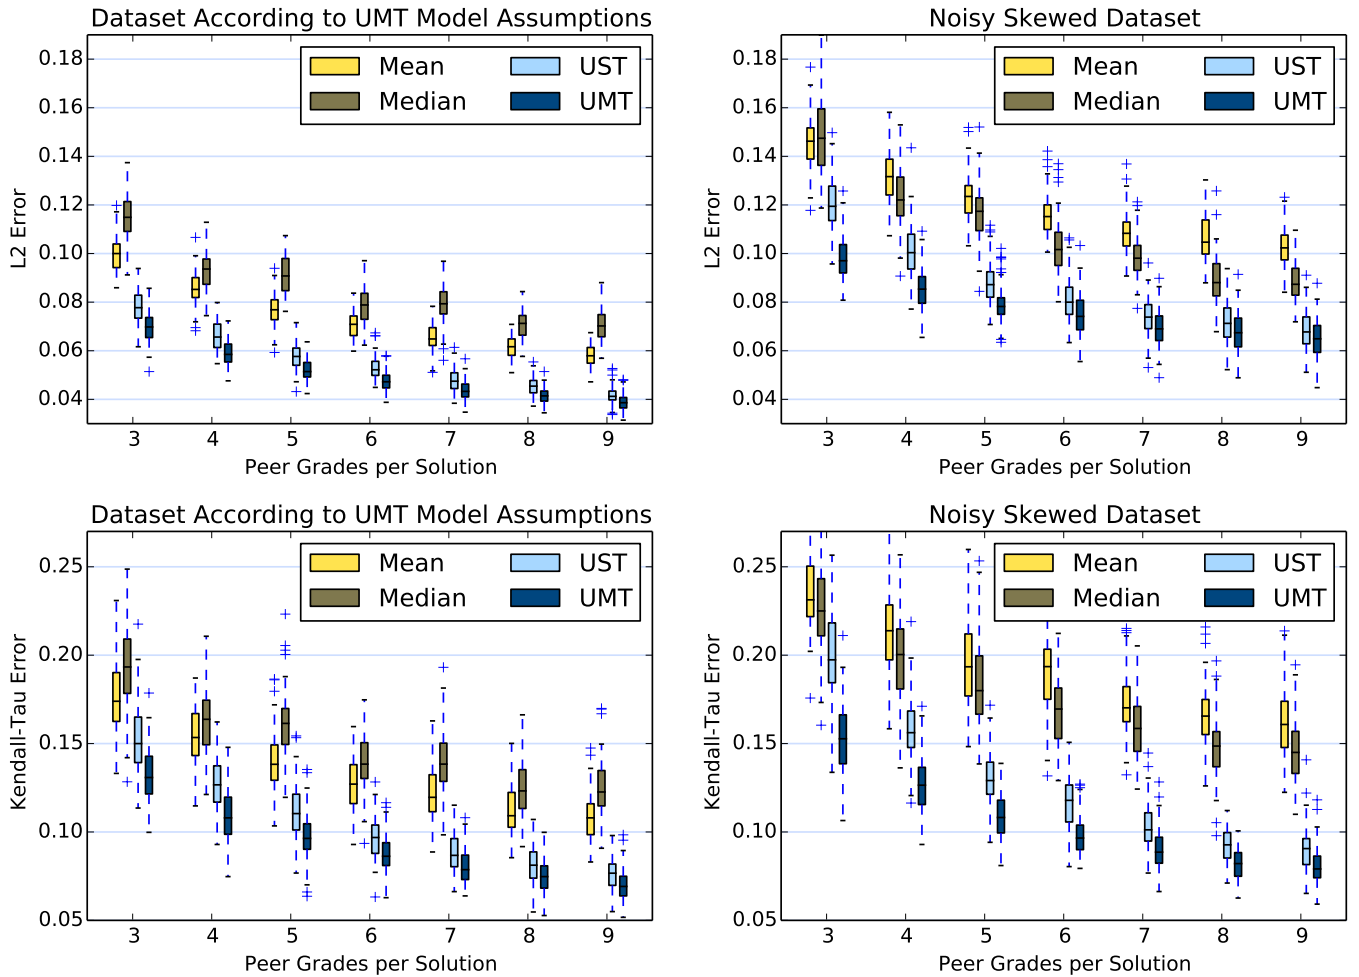 Dataset According to UMT Model Assumptions
0.18
0.16
0.14
0.12
0.10
0.08
0.06
0.04
L2 Error
Mean
Median
UST
UMT
3 4 5 6 7 8 9
Peer Grades per Solution
Noisy Skewed Dataset
0.18
0.16
0.14
0.12
0.10
0.08
0.06
0.04
L2 Error
Mean
Median
UST
UMT
3 4 5 6 7 8 9
Peer Grades per Solution
Dataset According to UMT Model Assumptions
0.25
0.20
0.15
0.10
0.05
Kendall-Tau Error
Mean
Median
UST
UMT
3 4 5 6 7 8 9
Peer Grades per Solution
Noisy Skewed Dataset
0.25
0.20
0.15
0.10
0.05
Kendall-Tau Error
Mean
Median
UST
UMT
3 4 5 6 7 8 9
Peer Grades per Solution